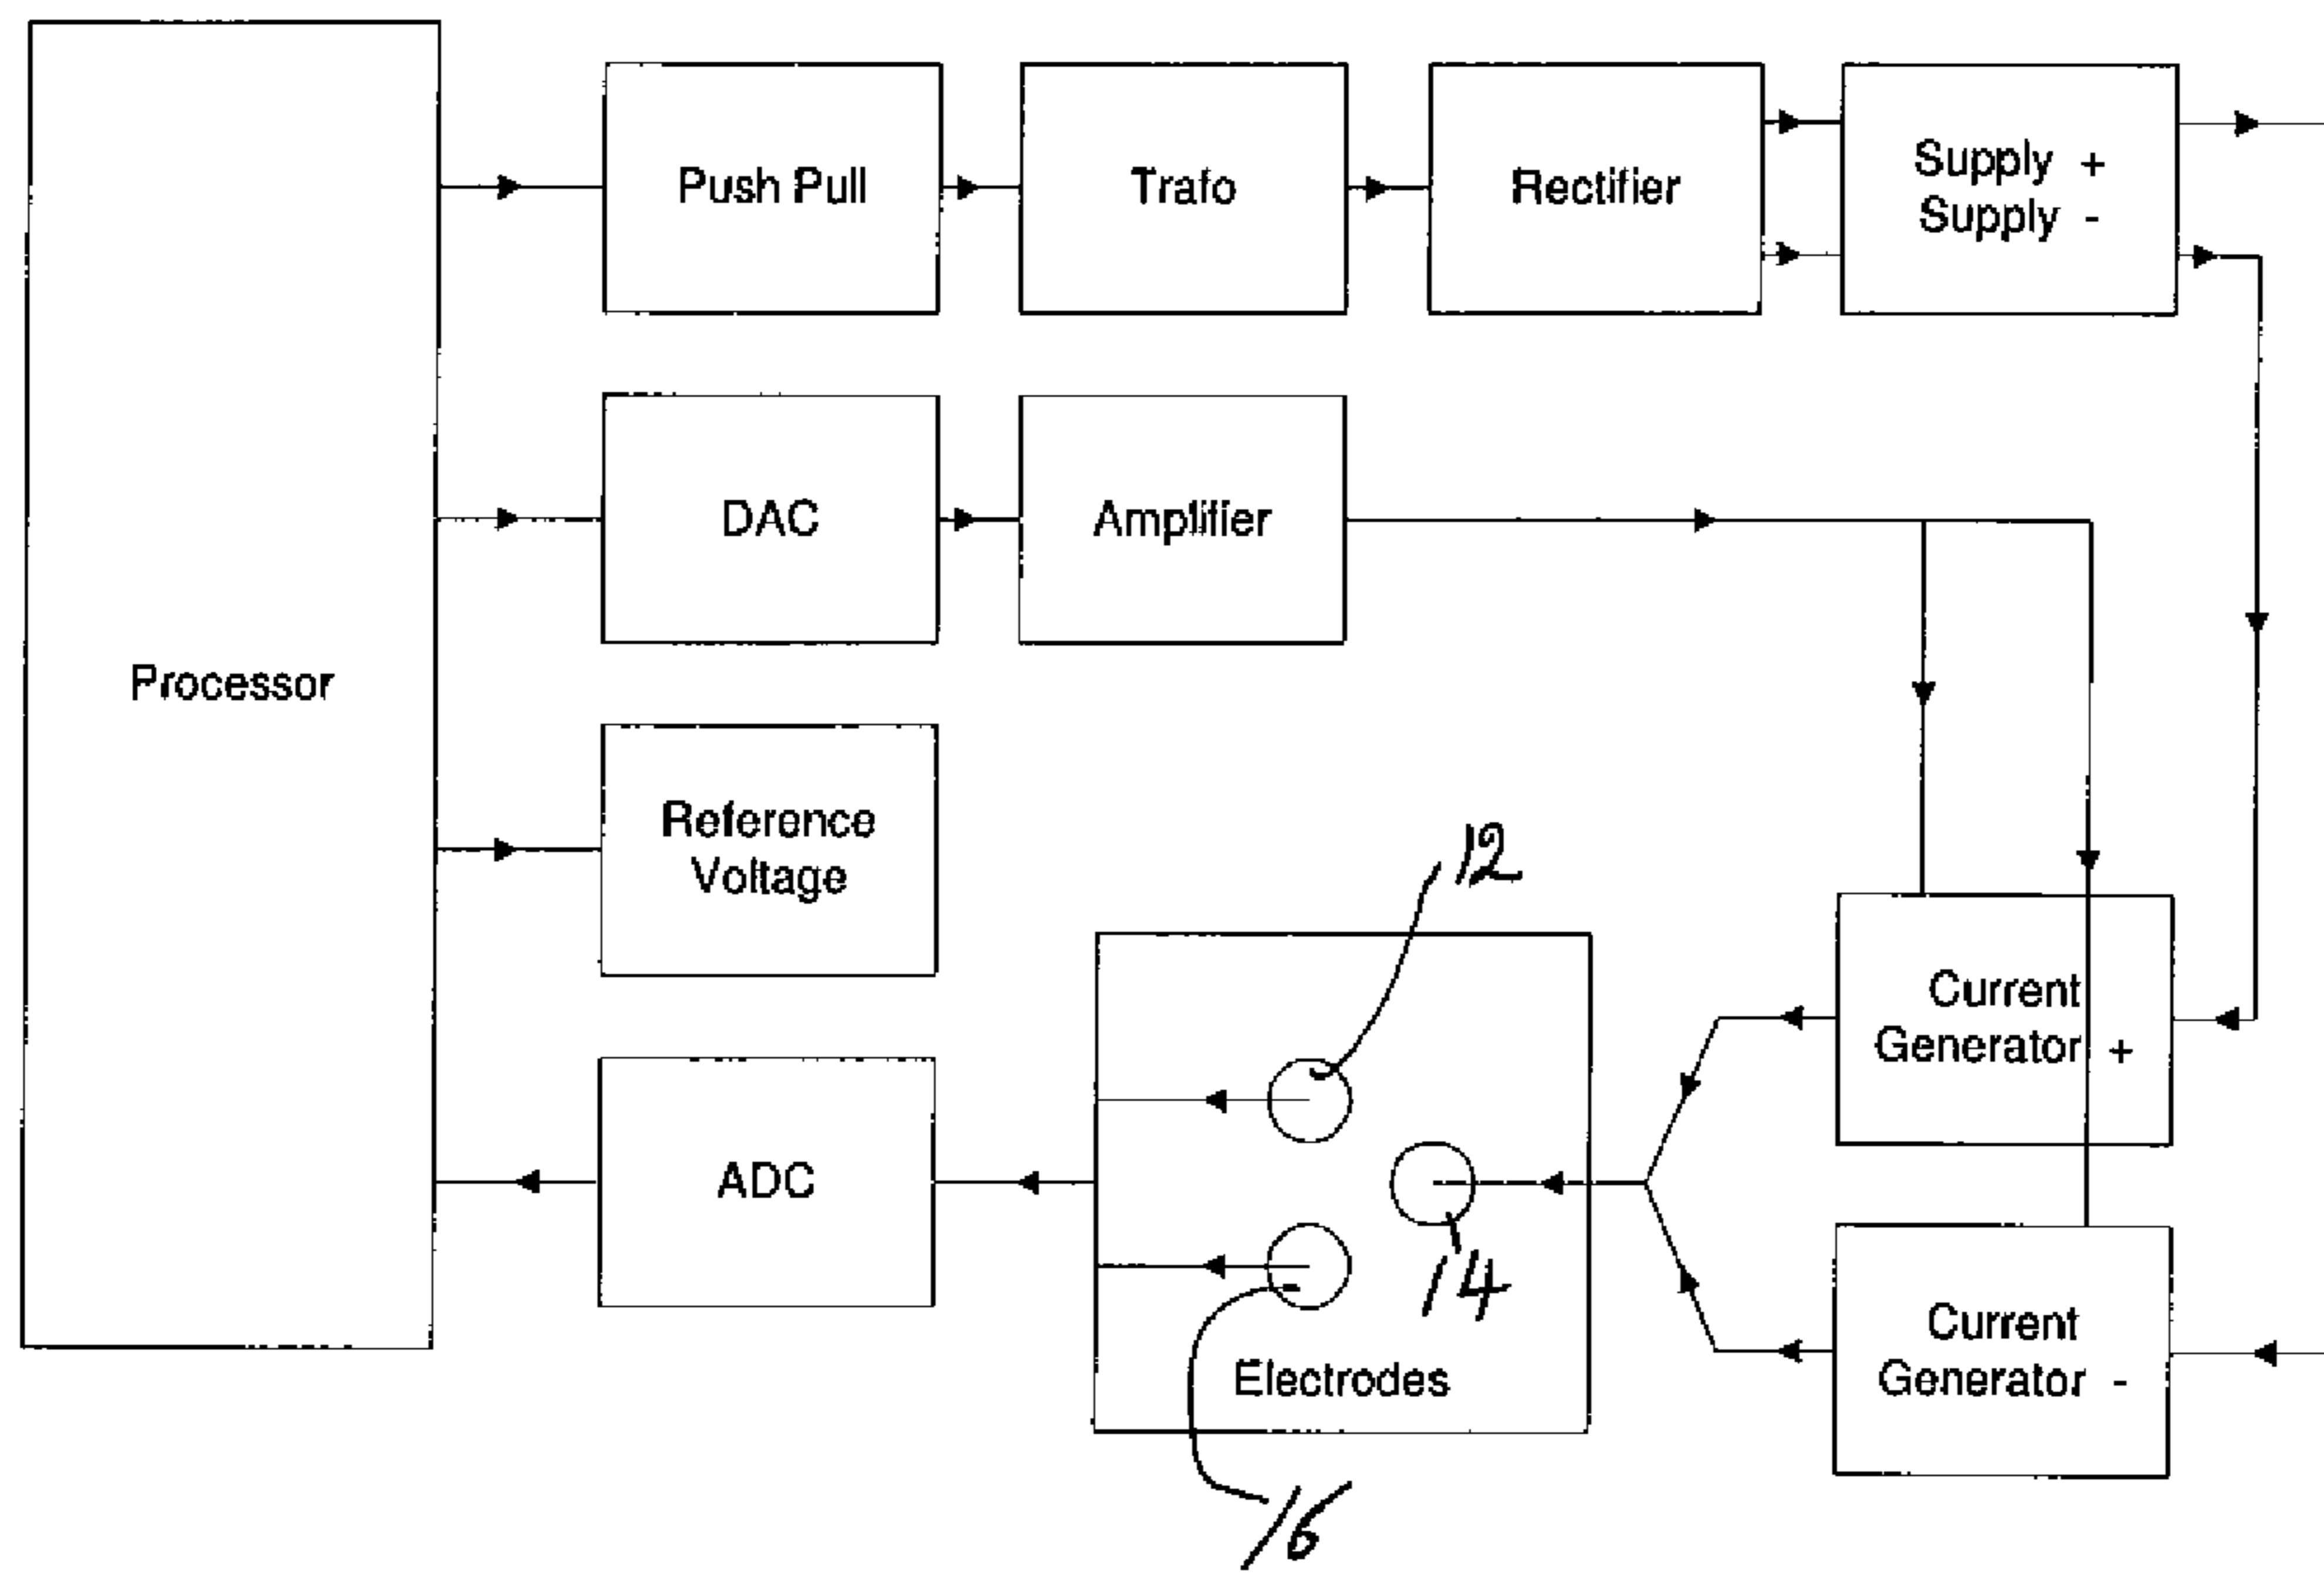 Processor
Push Pull
Trafo
Rectifier
Supply +
Supply -
DAC
Amplifier
Reference
Voltage
ADC
12
14
16
Electrodes
Current
Generator +
Current
Generator -